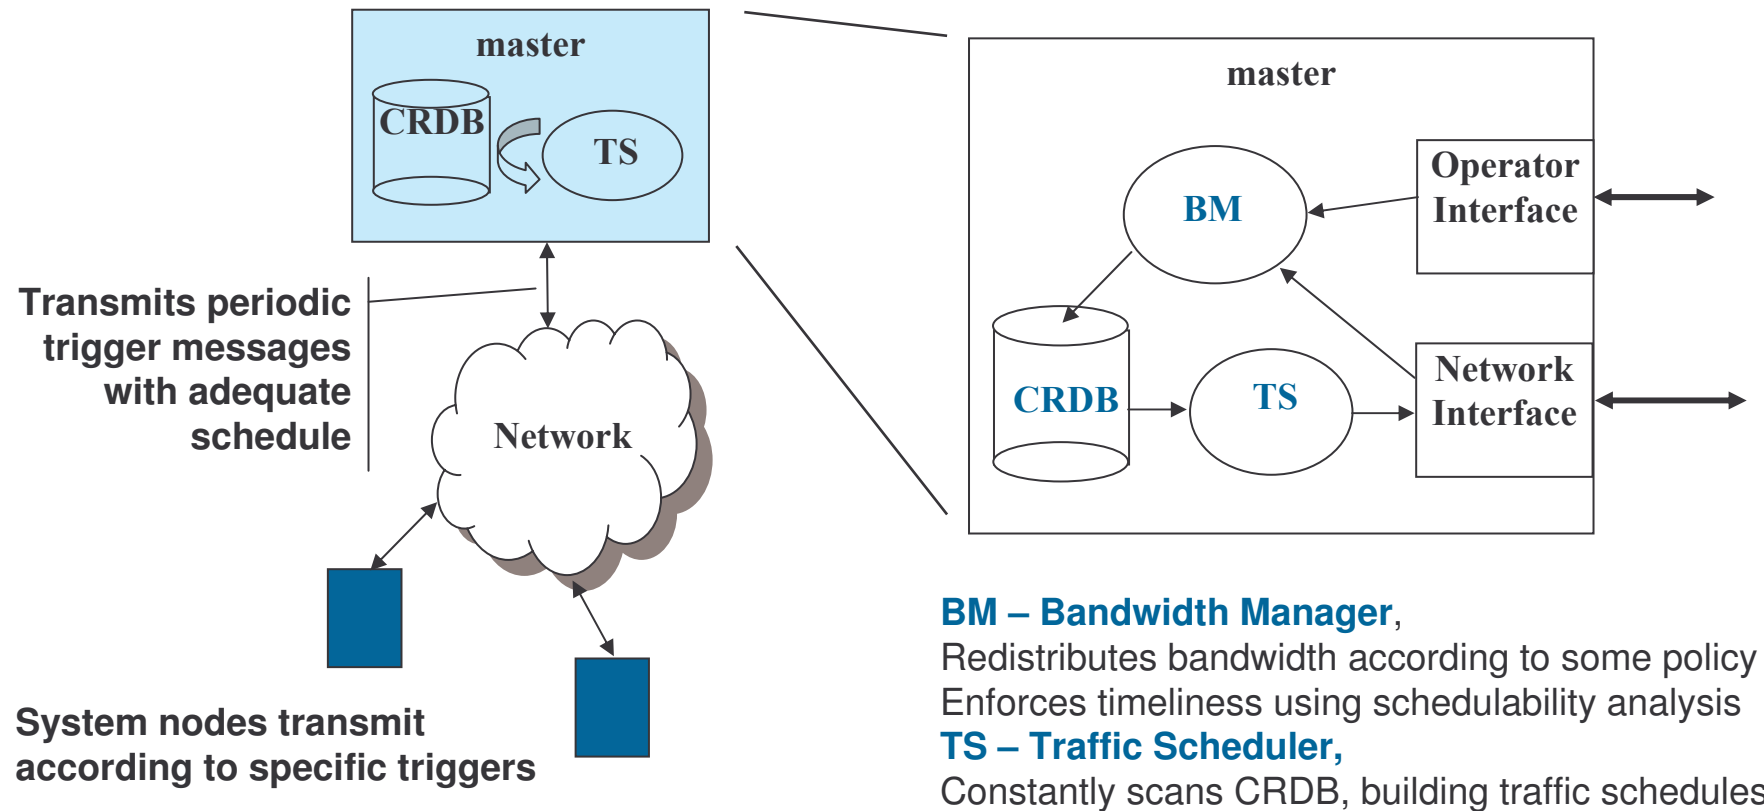 master
CRDB
TS
Transmits periodic
trigger messages
with adequate
schedule
Network
System nodes transmit
according to specific triggers
master
Operator
Interface
BM
Network
Interface
CRDB
TS
BM – Bandwidth Manager,
Redistributes bandwidth according to some policy
Enforces timeliness using schedulability analysis
TS – Traffic Scheduler,
Constantly scans CRDB, building traffic schedules